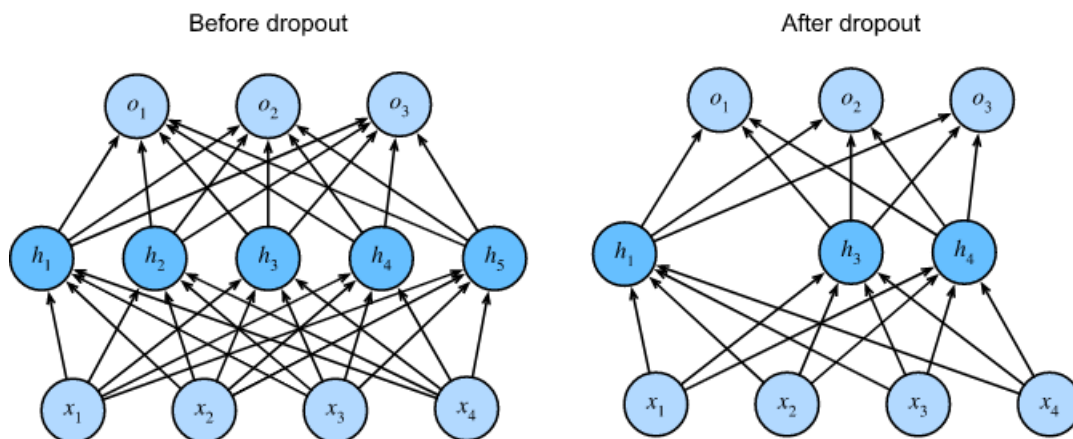 Before dropout
o₁ o₂ o₃
h₁ h₂ h₃ h₄ h₅
x₁ x₂ x₃ x₄
After dropout
o₁ o₂ o₃
h₁ h₃ h₄
x₁ x₂ x₃ x₄